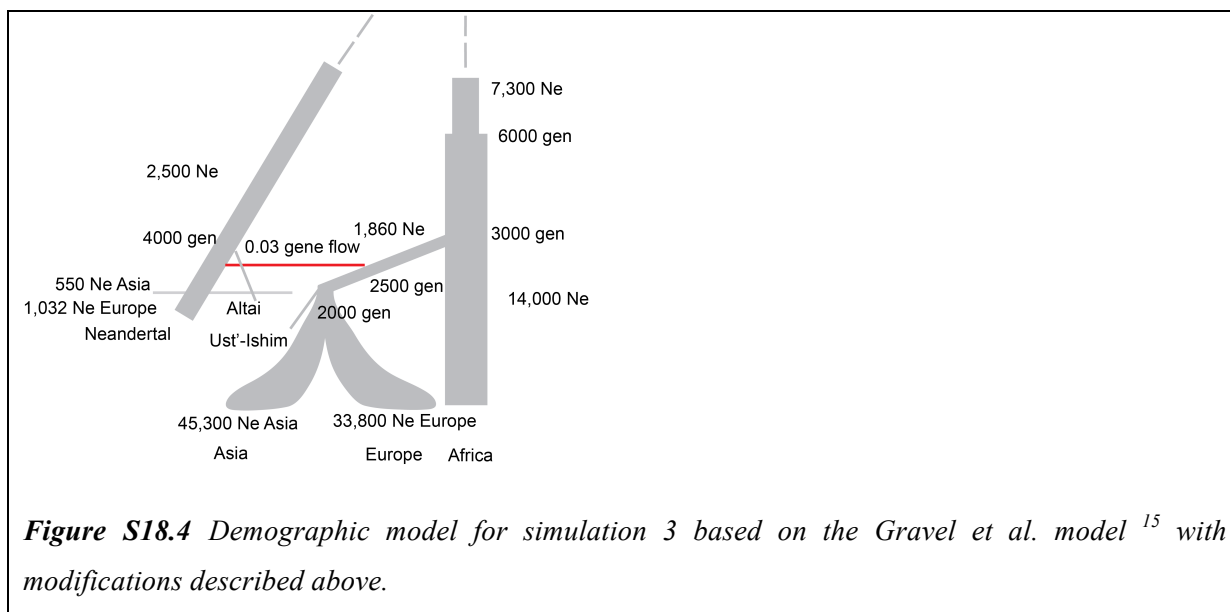 7,300 Ne
6000 gen
2,500 Ne
1,860 Ne
4000 gen
0.03 gene flow
3000 gen
550 Ne Asia
2500 gen
1,032 Ne Europe
Altai
14,000 Ne
Neandertal
2000 gen
Ust'-Ishim
45,300 Ne Asia
33,800 Ne Europe
Asia
Europe
Africa
Figure S18.4 Demographic model for simulation 3 based on the Gravel et al. model 15 with
modifications described above.